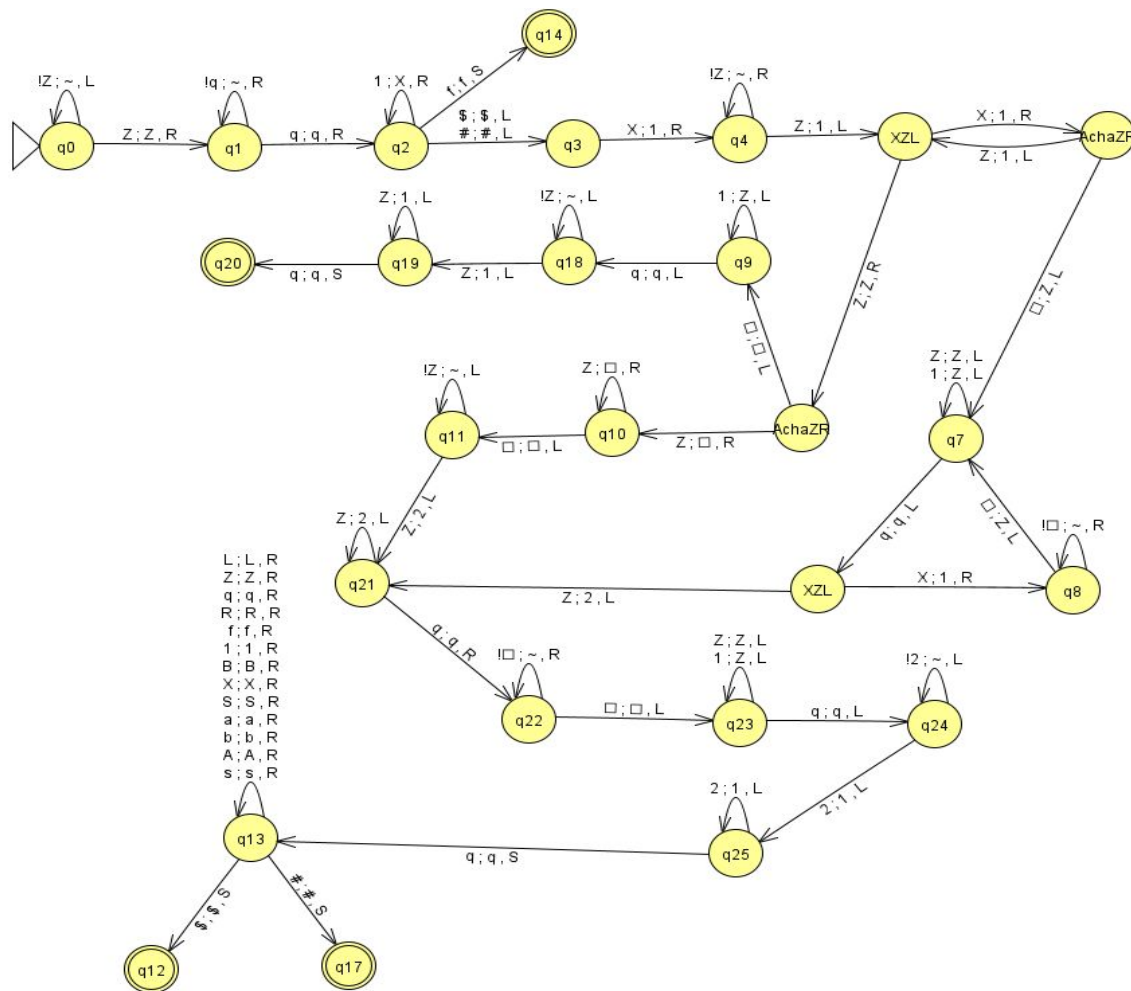 q14
!Z ; ~ , L
!q ; ~ , R
1 ; X , R
f ; f , S
!Z ; ~ , R
q0
Z ; Z , R
q1
q ; q , R
q2
$ ; $ , L
# ; # , L
q3
X ; 1 , R
q4
Z ; 1 , L
XZL
X ; 1 , R
Z ; 1 , L
AchaZR
Z ; 1 , L
!Z ; ~ , L
1 ; Z , L
q20
q ; q , S
q19
Z ; 1 , L
q18
q ; q , L
q9
Z ; Z , R
□ ; Z , L
□ ; □ , L
!Z ; ~ , L
Z ; □ , R
Z ; Z , L
1 ; Z , L
q11
□ ; □ , L
q10
Z ; □ , R
AchaZR
q7
Z ; 2 , L
q ; q , L
□ ; Z , L
Z ; 2 , L
!□ ; ~ , R
q21
Z ; 2 , L
XZL
X ; 1 , R
q8
L ; L , R
Z ; Z , R
q ; q , R
R ; R , R
f ; f , R
1 ; 1 , R
B ; B , R
X ; X , R
S ; S , R
a ; a , R
b ; b , R
A ; A , R
s ; s , R
q ; q , R
!□ ; ~ , R
Z ; Z , L
1 ; Z , L
!2 ; ~ , L
q22
□ ; □ , L
q23
q ; q , L
q24
2 ; 1 , L
2 ; 1 , L
q13
q ; q , S
q25
$ ; $ , S
# ; # , S
q12
q17